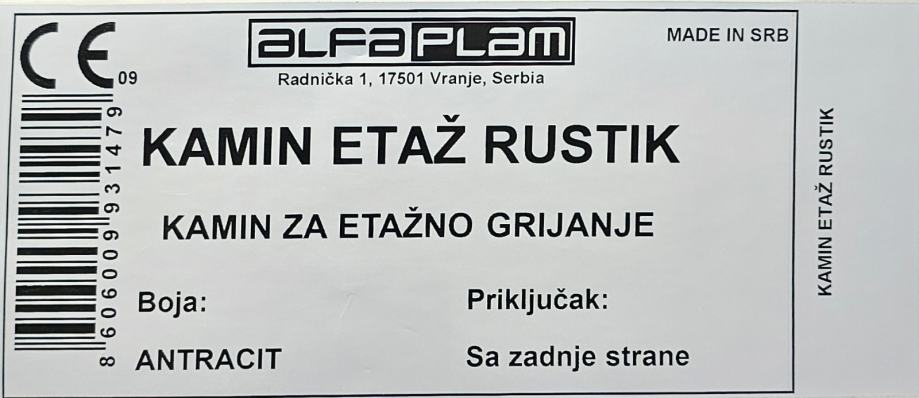 CE 09
ALFA PLAM
MADE IN SRB
Radnička 1, 17501 Vranje, Serbia
KAMIN ETAŽ RUSTIK
KAMIN ZA ETAŽNO GRIJANJE
Boja:
Priključak:
ANTRACIT
Sa zadnje strane
8606009931479
KAMIN ETAŽ RUSTIK